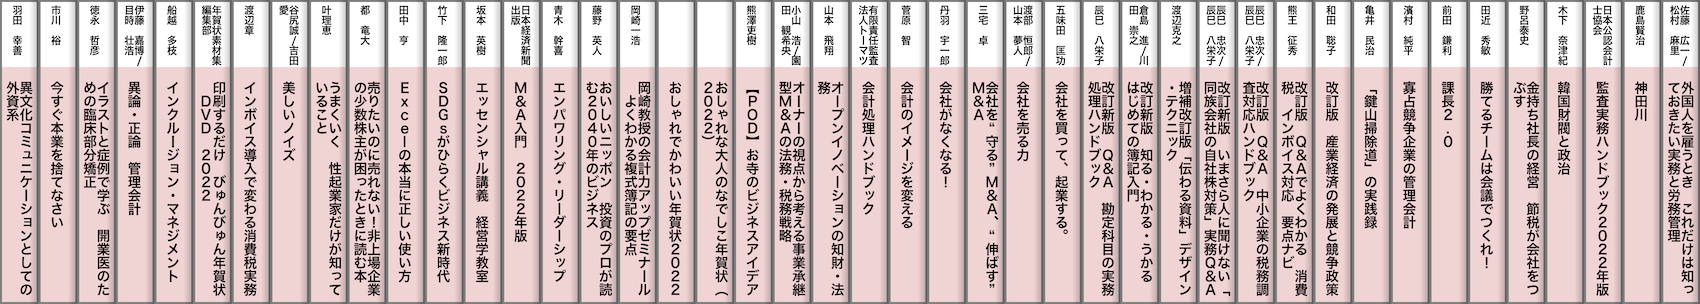 佐藤 広一/
松村 麻里
外国人を雇うとき これだけは知っ
ておきたい実務と労務管理
鹿島賢治
神田川
日本公認会計
士協会
監査実務ハンドブック2022年版
木下 奈津紀
韓国財閥と政治
野呂泰史
金持ち社長の経営 節税が会社をつ
ぶす
田近 秀敏
勝てるチームは会議でつくれ!
前田 鎌利
課長2.0
濱村 純平
寡占競争企業の管理会計
亀井 民治
「鍵山掃除道」の実践録
和田 聡子
改訂版 産業経済の発展と競争政策
熊王 征秀
改訂版 Q&Aでよくわかる 消費
税 インボイス対応 要点ナビ
辰巳 忠次/
辰巳 八栄子
改訂版 Q&A 中小企業の税務調
査対応ハンドブック
辰巳 忠次/
辰巳 八栄子
改訂新版 いまさら人に聞けない「
同族会社の自社株対策」実務Q&A
渡辺克之
増補改訂版「伝わる資料」デザイン
・テクニック
倉島 進/川
田 崇之
改訂新版 知る・わかる・うかる
はじめての簿記入門
辰巳 八栄子
改訂新版 Q&A 勘定科目の実務
処理ハンドブック
五味田 匡功
会社を買って、起業する。
渡部 恒郎/
山本 夢人
会社を売る力
三宅 卓
会社を“守る”M&A、“伸ばす”
M&A
丹羽 宇一郎
会社がなくなる!
菅原 智
会計のイメージを変える
有限責任監査
法人トーマツ
会計処理ハンドブック
山本 飛翔
オープンイノベーションの知財・法
務
小山 浩/園
田 観希央
オーナーの視点から考える事業承継
型M&Aの法務・税務戦略
熊澤吏樹
【POD】お寺のビジネスアイデア
おしゃれな大人のなでしこ年賀状(
2022)
おしゃれでかわいい年賀状2022
岡崎一浩
岡崎教授の会計力アップゼミナール
 よくわかる複式簿記の要点
藤野 英人
おいしいニッポン 投資のプロが読
む2040年のビジネス
青木 幹喜
エンパワリング・リーダーシップ
日本経済新聞
出版
M&A入門 2022年版
坂本 英樹
エッセンシャル講義 経営学教室
竹下 隆一郎
SDGsがひらくビジネス新時代
田中 亨
Excelの本当に正しい使い方
都 竜大
売りたいのに売れない!非上場企業
の少数株主が困ったときに読む本
叶理恵
うまくいく 性起業家だけが知って
いること
谷尻誠/吉田
愛
美しいノイズ
渡辺章
インボイス導入で変わる消費税実務
年賀状素材集
編集部
印刷するだけ びゅんびゅん年賀状
 DVD 2022
船越 多枝
インクルージョン・マネジメント
伊藤 嘉博/
目時 壮浩
異論・正論 管理会計
徳永 哲彦
イラストと症例で学ぶ 開業医のた
めの臨床部分矯正
市川 裕
今すぐ本業を捨てなさい
羽田 幸善
異文化コミュニケーションとしての
外資系